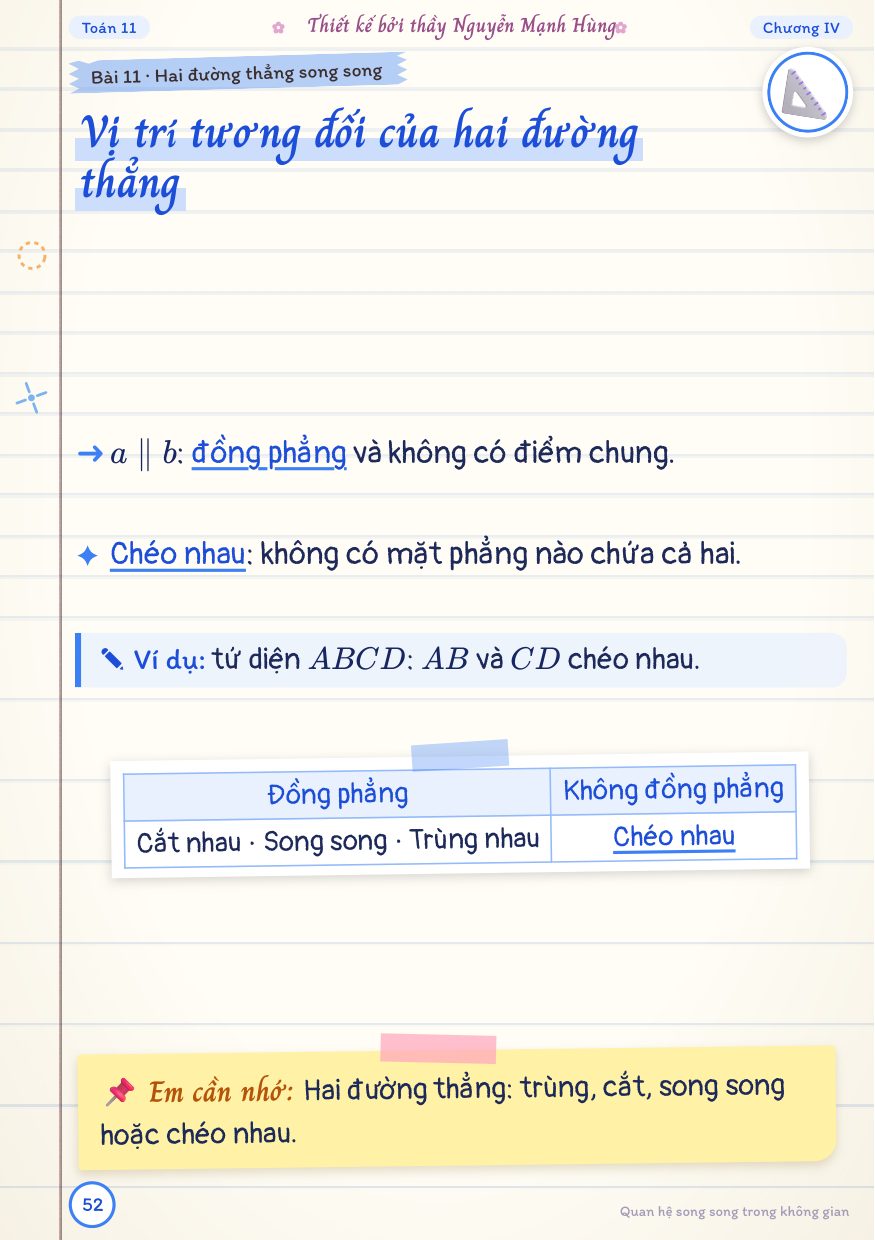 Toán 11
Thiết kế bởi thầy Nguyễn Mạnh Hùng
Chương IV
Bài 11 · Hai đường thẳng song song
Vị trí tương đối của hai đường
thẳng
→ a ∥ b: đồng phẳng và không có điểm chung.
✦ Chéo nhau: không có mặt phẳng nào chứa cả hai.
✎ Ví dụ: tứ diện ABCD: AB và CD chéo nhau.
Đồng phẳng Không đồng phẳng
Cắt nhau · Song song · Trùng nhau Chéo nhau
📌 Em cần nhớ: Hai đường thẳng: trùng, cắt, song song
hoặc chéo nhau.
52
Quan hệ song song trong không gian